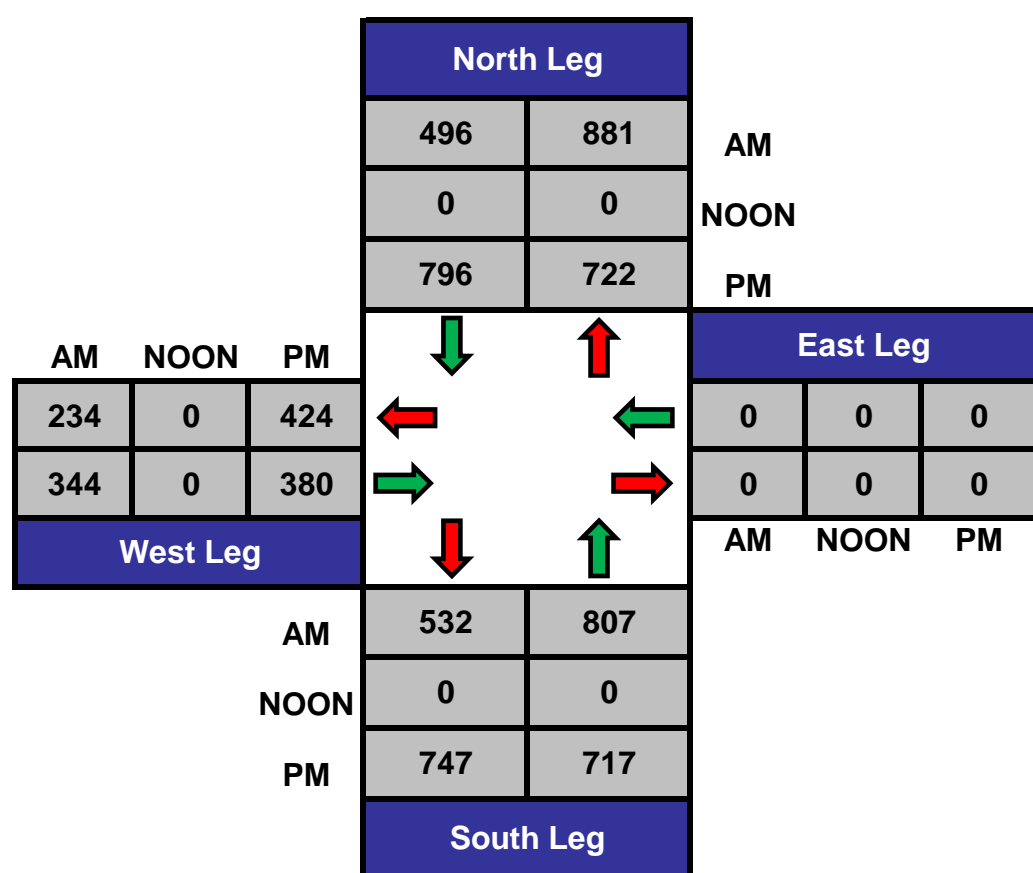 North Leg
496 881 AM
0 0 NOON
796 722 PM
East Leg
AM NOON PM
234 0 424 0 0 0
344 0 380 0 0 0
West Leg
AM NOON PM
AM 532 807
NOON 0 0
PM 747 717
South Leg